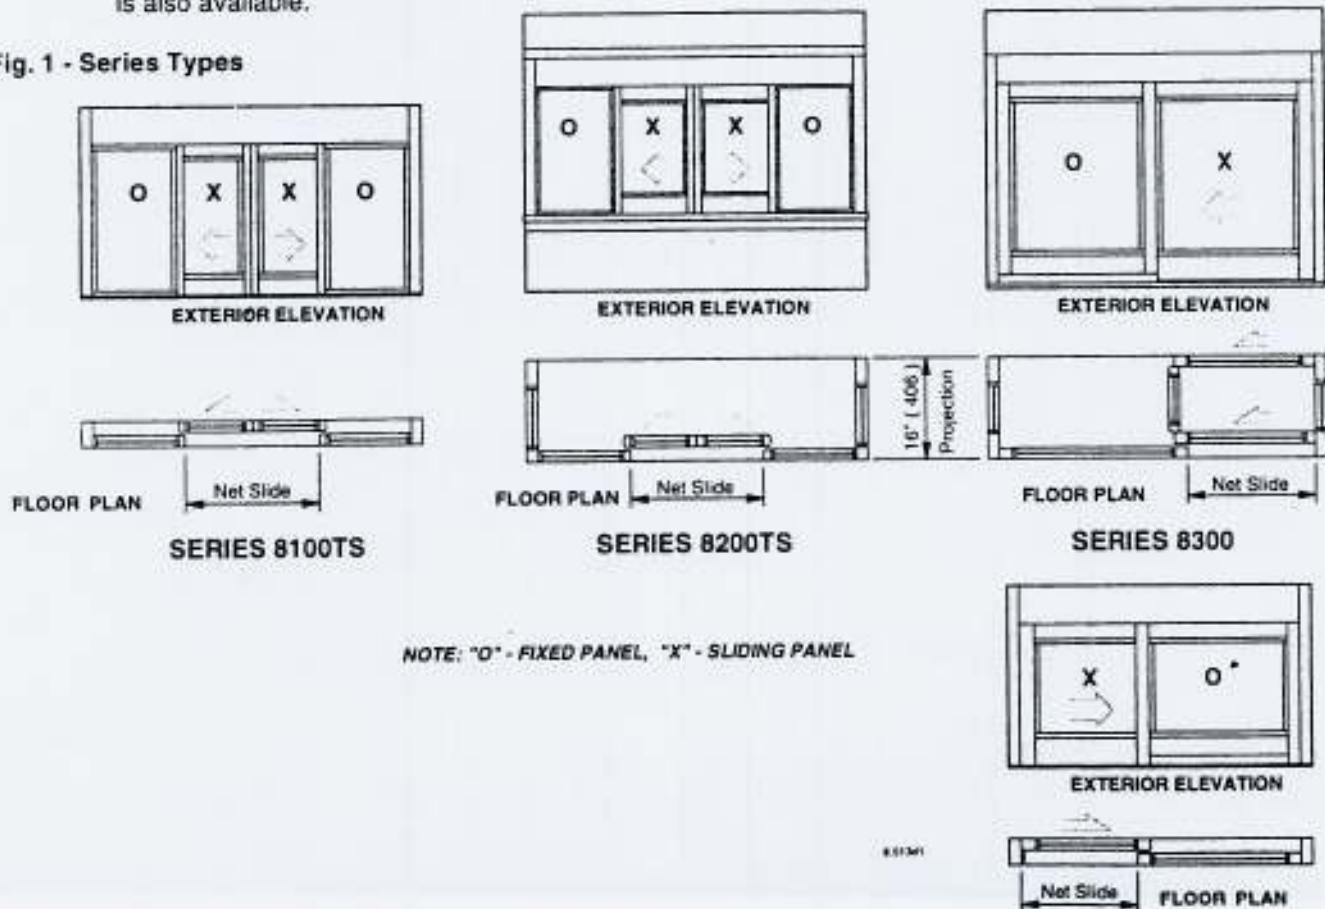 is also available.
Fig. 1 - Series Types
O X X O
EXTERIOR ELEVATION
FLOOR PLAN
Net Slide
SERIES 8100TS
O X X O
EXTERIOR ELEVATION
16" ( 406 )
Projection
FLOOR PLAN
Net Slide
SERIES 8200TS
O X
EXTERIOR ELEVATION
FLOOR PLAN
Net Slide
SERIES 8300
NOTE: "O" - FIXED PANEL, "X" - SLIDING PANEL
X O
EXTERIOR ELEVATION
Net Slide
FLOOR PLAN